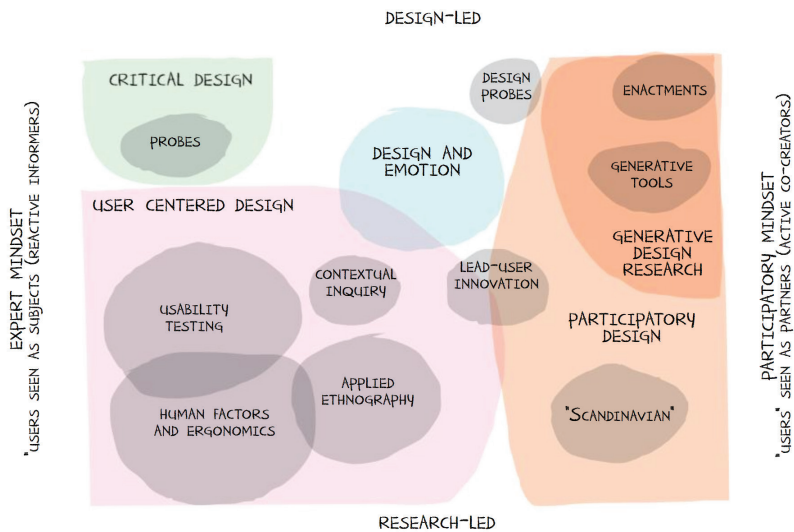 DESIGN-LED
CRITICAL DESIGN
PROBES
DESIGN
PROBES
ENACTMENTS
DESIGN AND
EMOTION
GENERATIVE
TOOLS
GENERATIVE
DESIGN
RESEARCH
USER CENTERED DESIGN
USABILITY
TESTING
CONTEXTUAL
INQUIRY
LEAD-USER
INNOVATION
PARTICIPATORY
DESIGN
HUMAN FACTORS
AND ERGONOMICS
APPLIED
ETHNOGRAPHY
"SCANDINAVIAN"
RESEARCH-LED
EXPERT MINDSET
"USERS SEEN AS SUBJECTS (REACTIVE INFORMERS)
PARTICIPATORY MINDSET
"USERS" SEEN AS PARTNERS (ACTIVE CO-CREATORS)